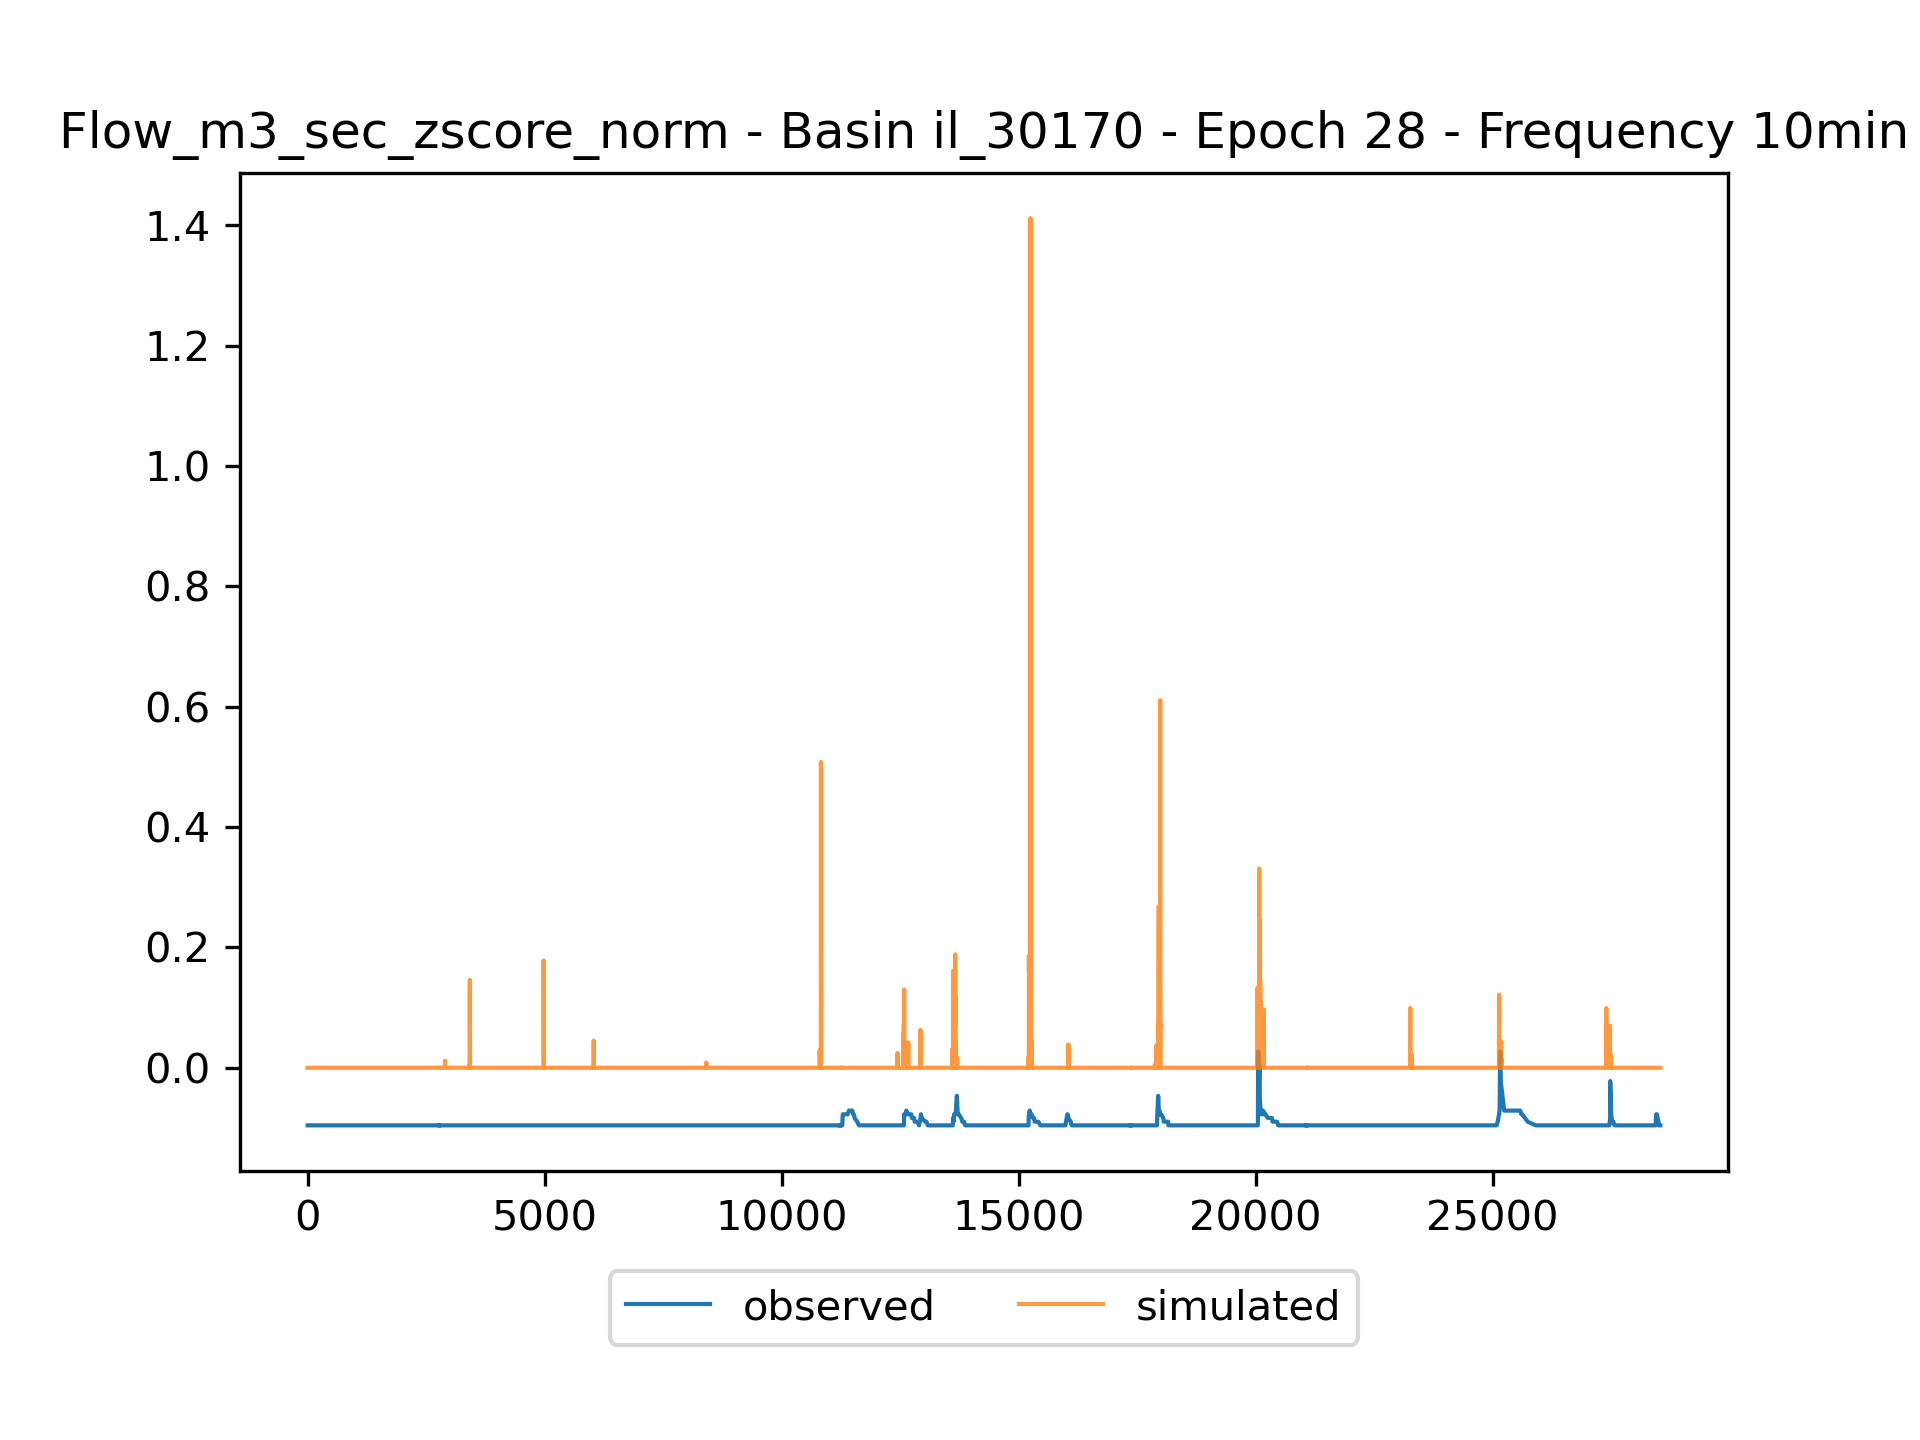 Flow_m3_sec_zscore_norm - Basin il_30170 - Epoch 28 - Frequency 10min
1.4
1.2
1.0
0.8
0.6
0.4
0.2
0.0
0 5000 10000 15000 20000 25000
observed simulated